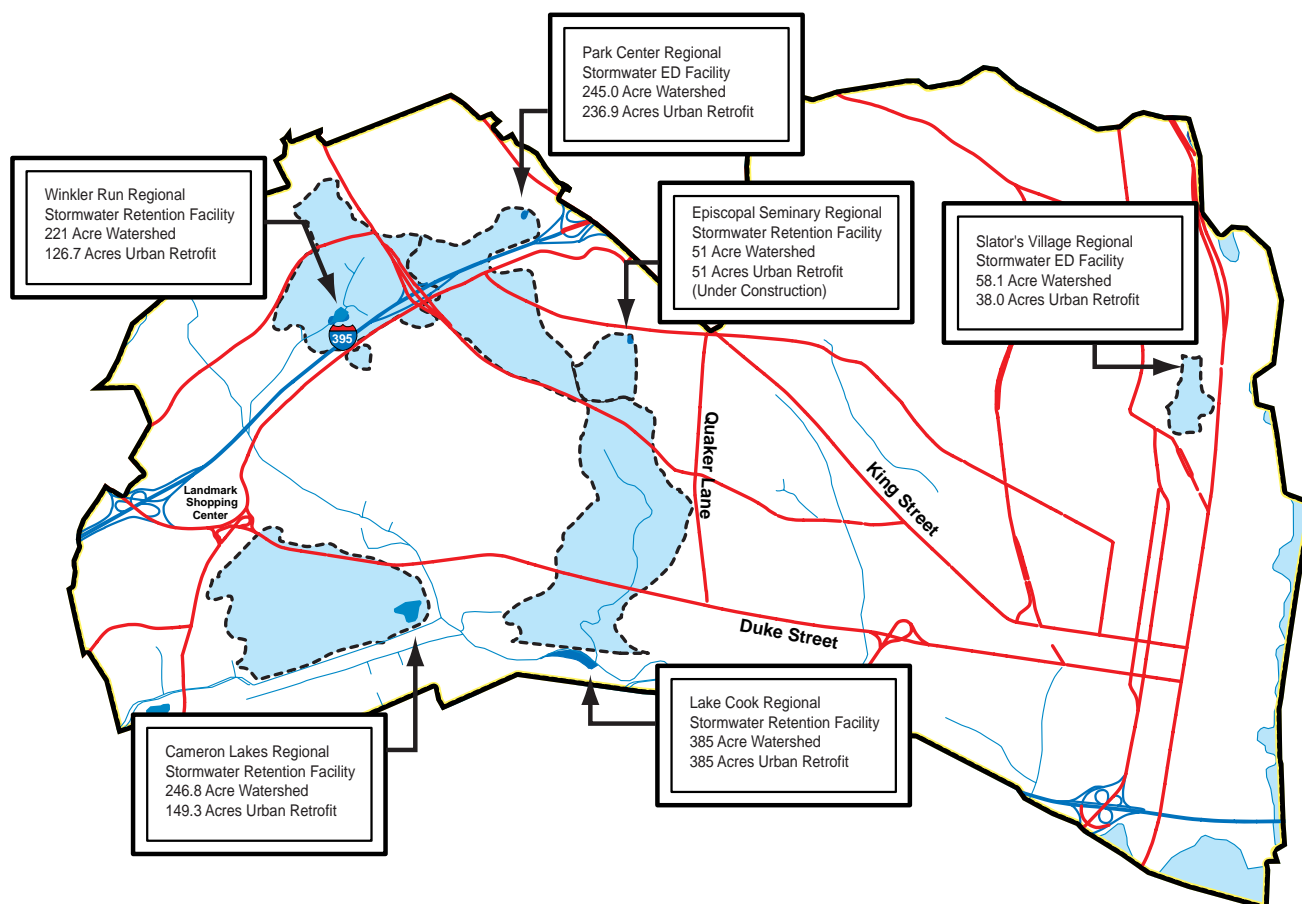 Park Center Regional
Stormwater ED Facility
245.0 Acre Watershed
236.9 Acres Urban Retrofit
Winkler Run Regional
Stormwater Retention Facility
221 Acre Watershed
126.7 Acres Urban Retrofit
Episcopal Seminary Regional
Stormwater Retention Facility
51 Acre Watershed
51 Acres Urban Retrofit
(Under Construction)
Slator's Village Regional
Stormwater ED Facility
58.1 Acre Watershed
38.0 Acres Urban Retrofit
395
Quaker Lane
King Street
Landmark
Shopping
Center
Duke Street
Lake Cook Regional
Stormwater Retention Facility
385 Acre Watershed
385 Acres Urban Retrofit
Cameron Lakes Regional
Stormwater Retention Facility
246.8 Acre Watershed
149.3 Acres Urban Retrofit